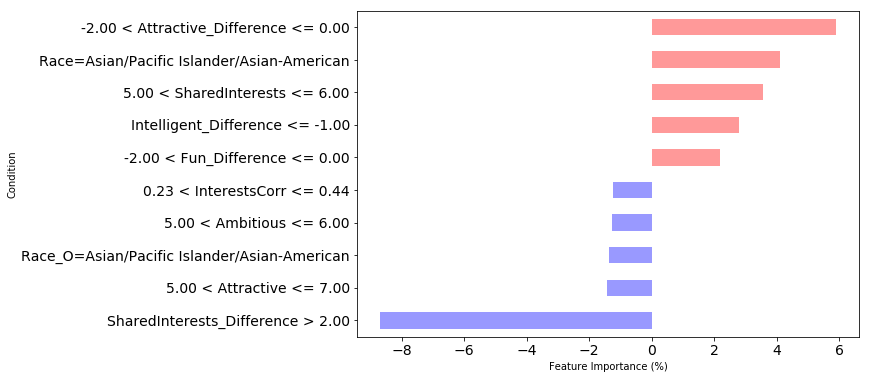 -2.00 < Attractive_Difference <= 0.00
Race=Asian/Pacific Islander/Asian-American
5.00 < SharedInterests <= 6.00
Intelligent_Difference <= -1.00
-2.00 < Fun_Difference <= 0.00
0.23 < InterestsCorr <= 0.44
5.00 < Ambitious <= 6.00
Race_O=Asian/Pacific Islander/Asian-American
5.00 < Attractive <= 7.00
SharedInterests_Difference > 2.00
Condition
−8 −6 −4 −2 0 2 4 6
Feature Importance (%)